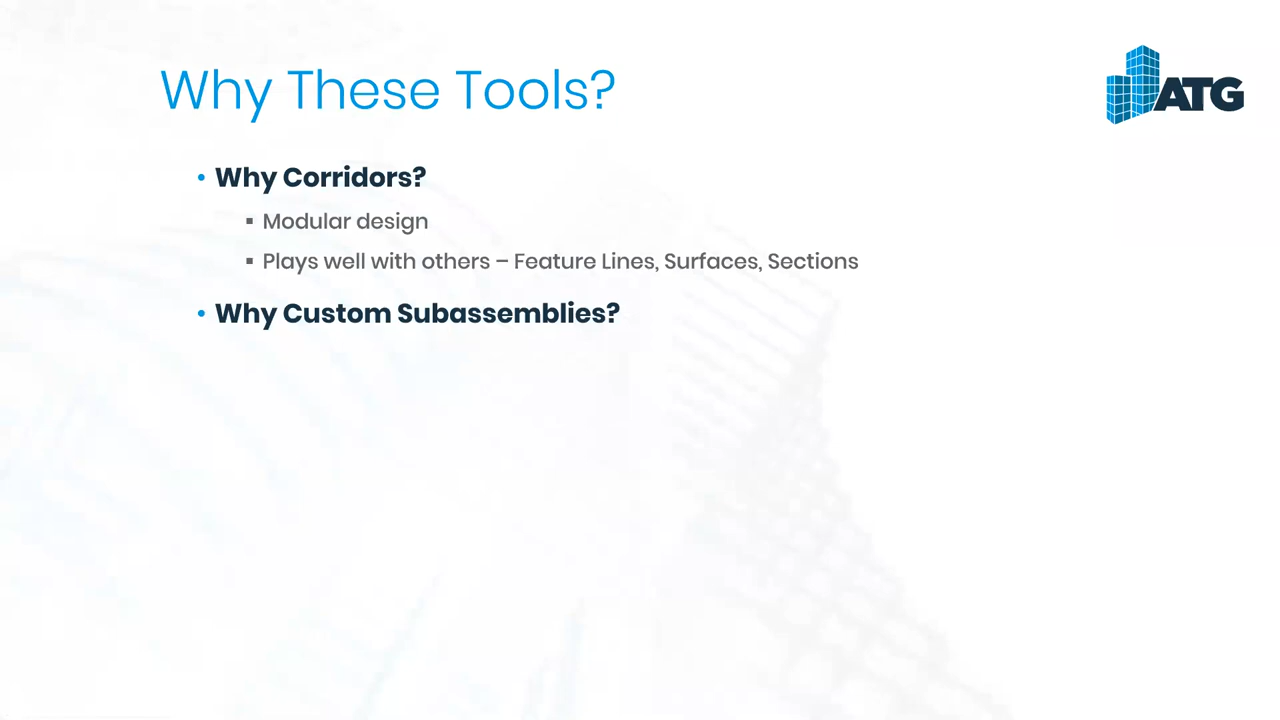 Why These Tools?
ATG
• Why Corridors?
▪ Modular design
▪ Plays well with others – Feature Lines, Surfaces, Sections
• Why Custom Subassemblies?